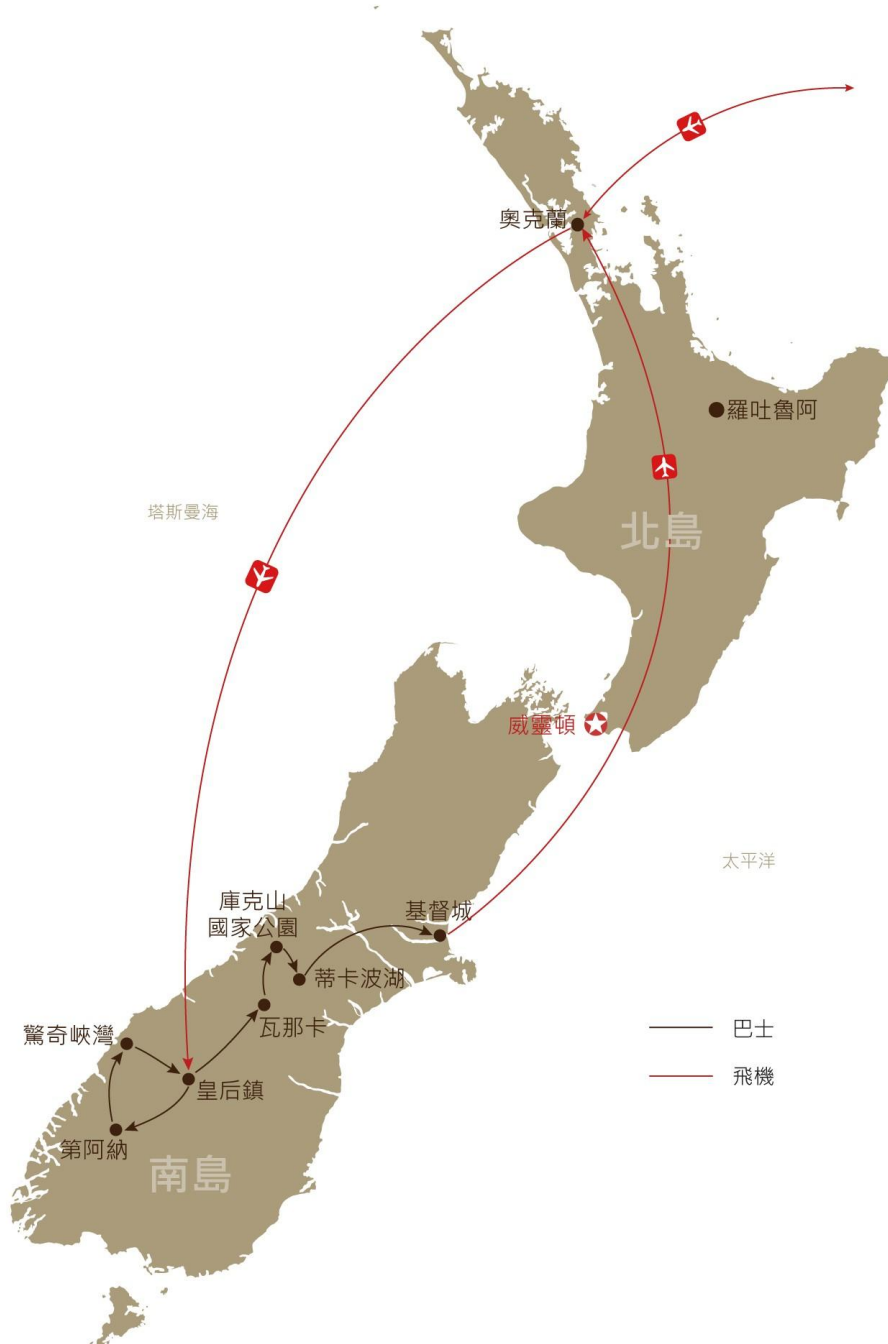 奧克蘭
羅吐魯阿
塔斯曼海
北島
威靈頓
太平洋
庫克山
國家公園
基督城
蒂卡波湖
瓦那卡
驚奇峽灣
巴士
飛機
皇后鎮
第阿納
南島